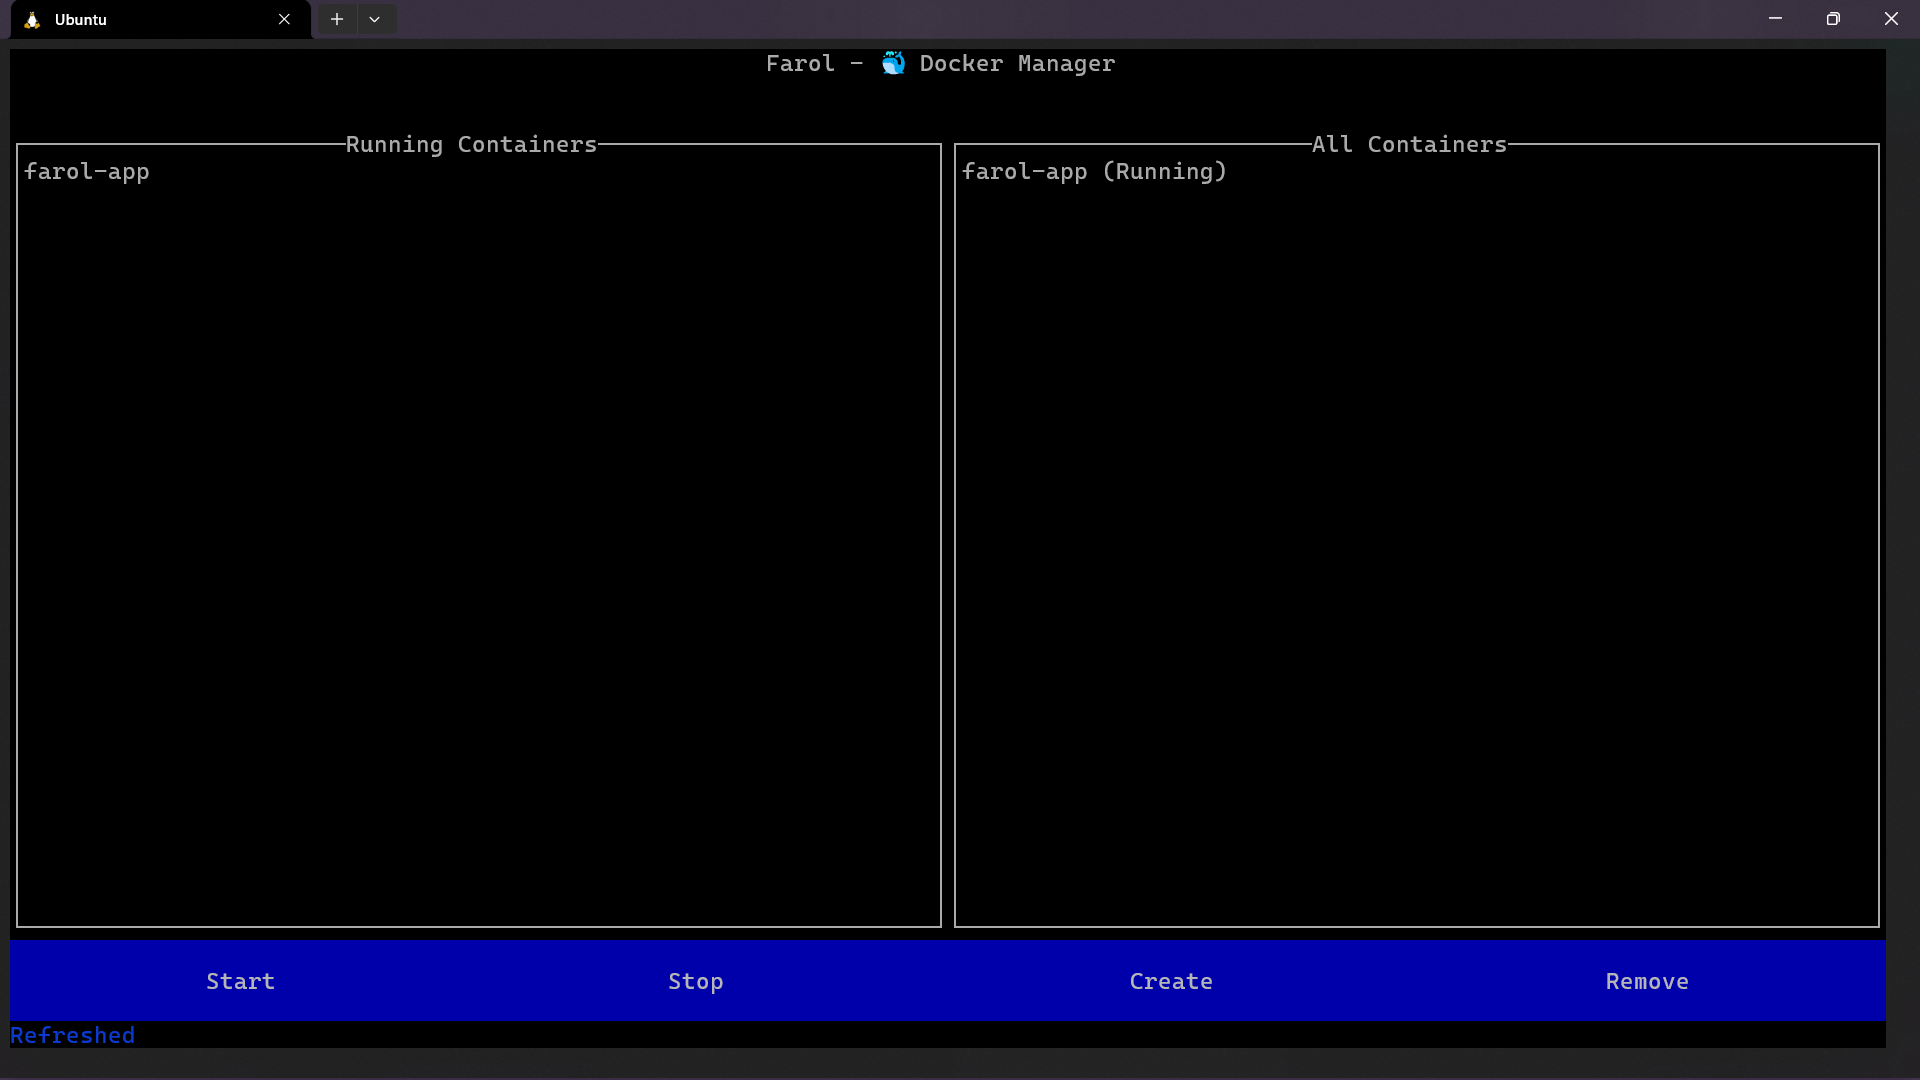 Ubuntu
Farol - 🐳 Docker Manager
Running Containers
farol-app
All Containers
farol-app (Running)
Start
Stop
Create
Remove
Refreshed